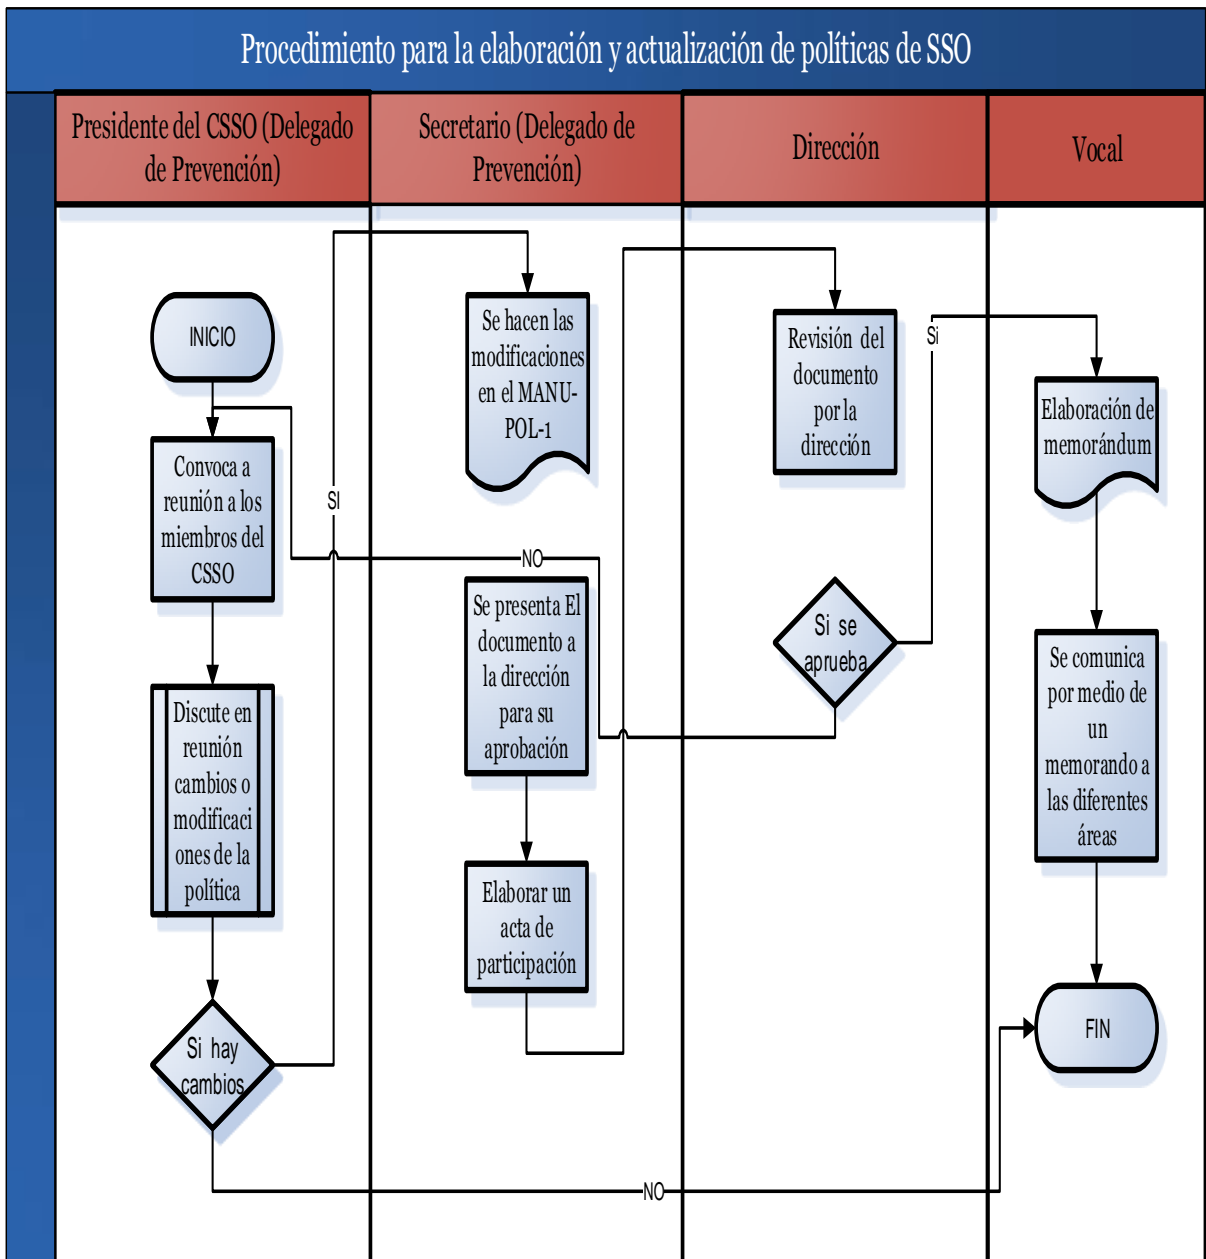 Procedimiento para la elaboración y actualización de políticas de SSO
Presidente del CSSO (Delegado
de Prevención)
Secretario (Delegado de
Prevención)
Dirección
Vocal
INICIO
Convoca a
reunión a los
miembros del
CSSO
Discute en
reunión
cambios o
modificaci
ones de la
política
Si hay
cambios
SI
NO
Se hacen las
modificaciones
en el MANU-
POL-1
NO
Se presenta El
documento a
la dirección
para su
aprobación
Elaborar un
acta de
participación
Revisión del
documento
por la
dirección
Si se
aprueba
Si
Elaboración de
memorándum
Se comunica
por medio de
un
memorando a
las diferentes
áreas
FIN